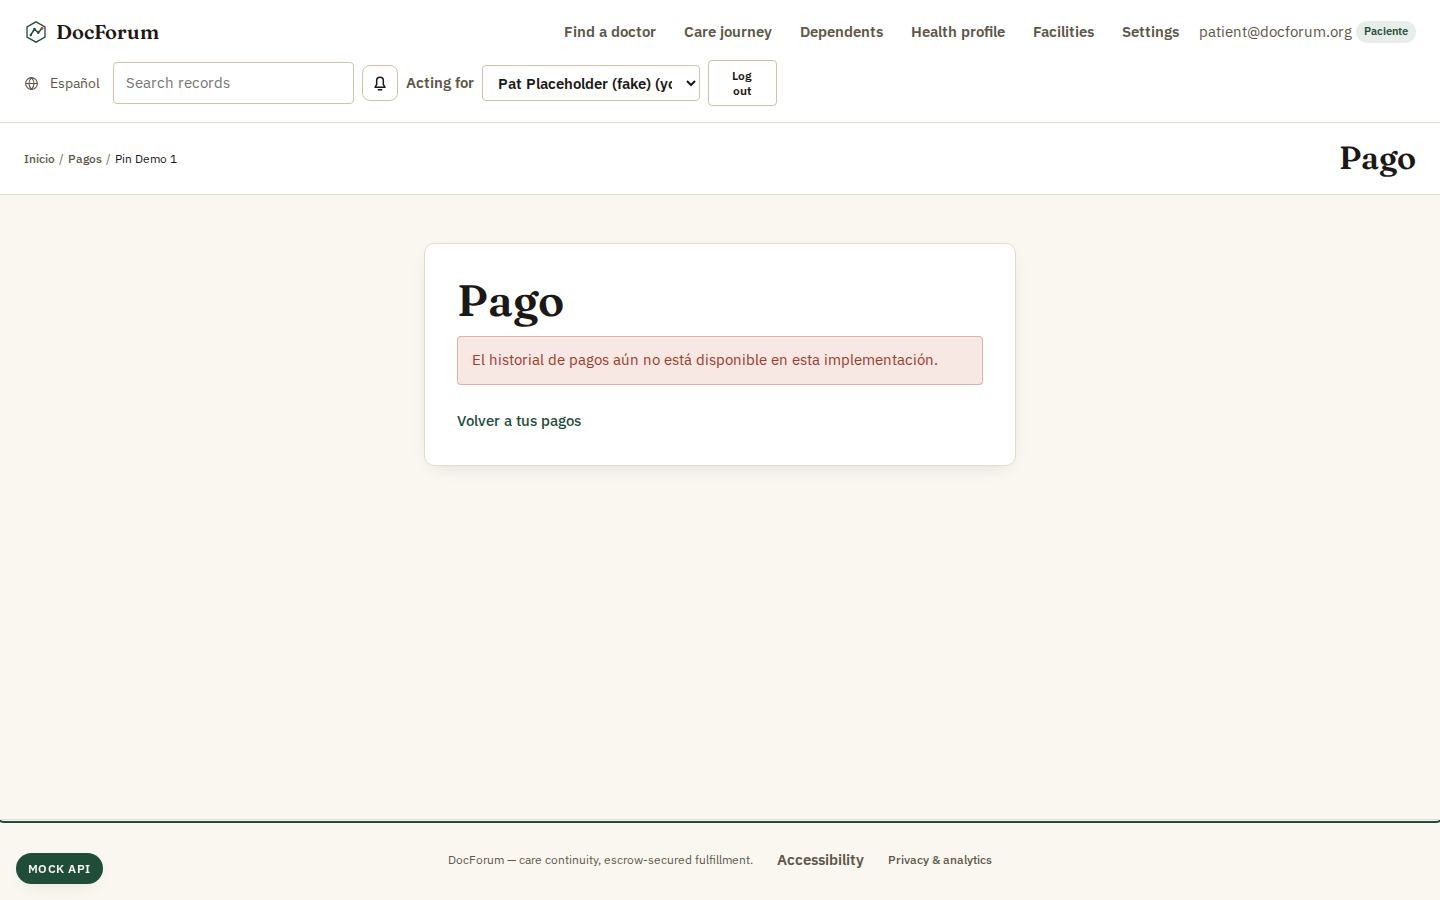 DocForum
Find a doctor
Care journey
Dependents
Health profile
Facilities
Settings
patient@docforum.org
Paciente
Español
Search records
Acting for
Pat Placeholder (fake) (yo
Log out
Inicio / Pagos / Pin Demo 1
Pago
Pago
El historial de pagos aún no está disponible en esta implementación.
Volver a tus pagos
DocForum — care continuity, escrow-secured fulfillment.
Accessibility
Privacy & analytics
MOCK API